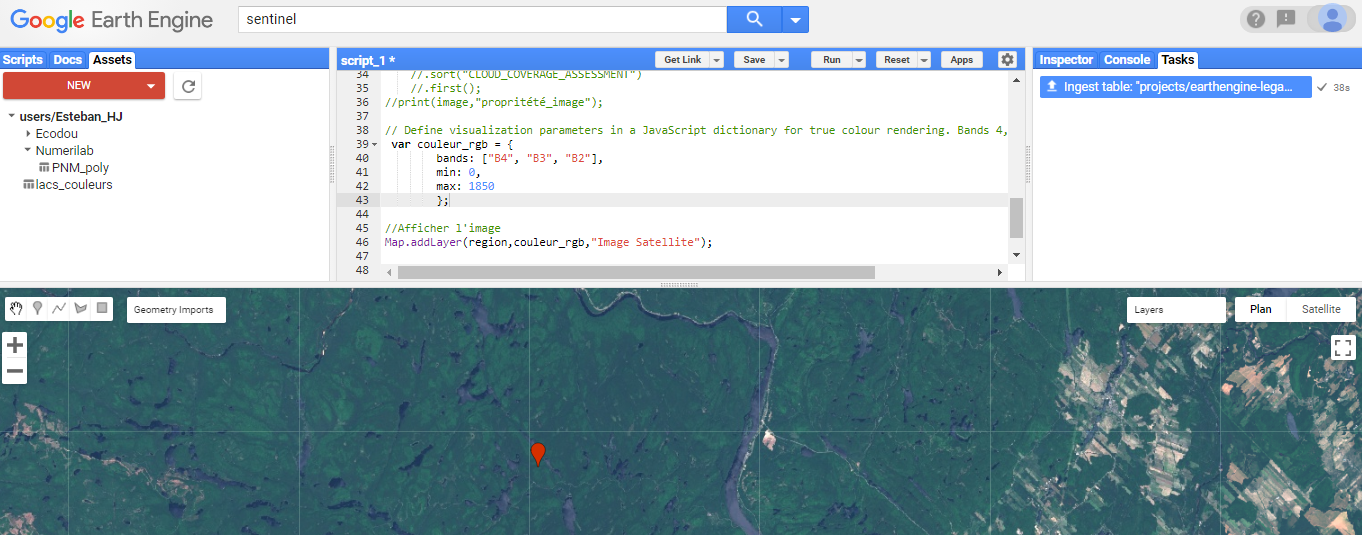 Google Earth Engine
sentinel
Scripts Docs Assets
NEW
users/Esteban_HJ
Ecodou
Numerilab
PNM_poly
lacs_couleurs
script_1 *
Get Link
Save
Run
Reset
Apps
34 //.sort("CLOUD_COVERAGE_ASSESSMENT")
35 //.first();
36 //print(image,"propritété_image");
37
38 // Define visualization parameters in a JavaScript dictionary for true colour rendering. Bands 4,
39 var couleur_rgb = {
40 bands: ["B4", "B3", "B2"],
41 min: 0,
42 max: 1850
43 };
44
45 //Afficher l'image
46 Map.addLayer(region,couleur_rgb,"Image Satellite");
47
48
Inspector Console Tasks
Ingest table: "projects/earthengine-lega... 38s
Geometry Imports
Layers
Plan Satellite